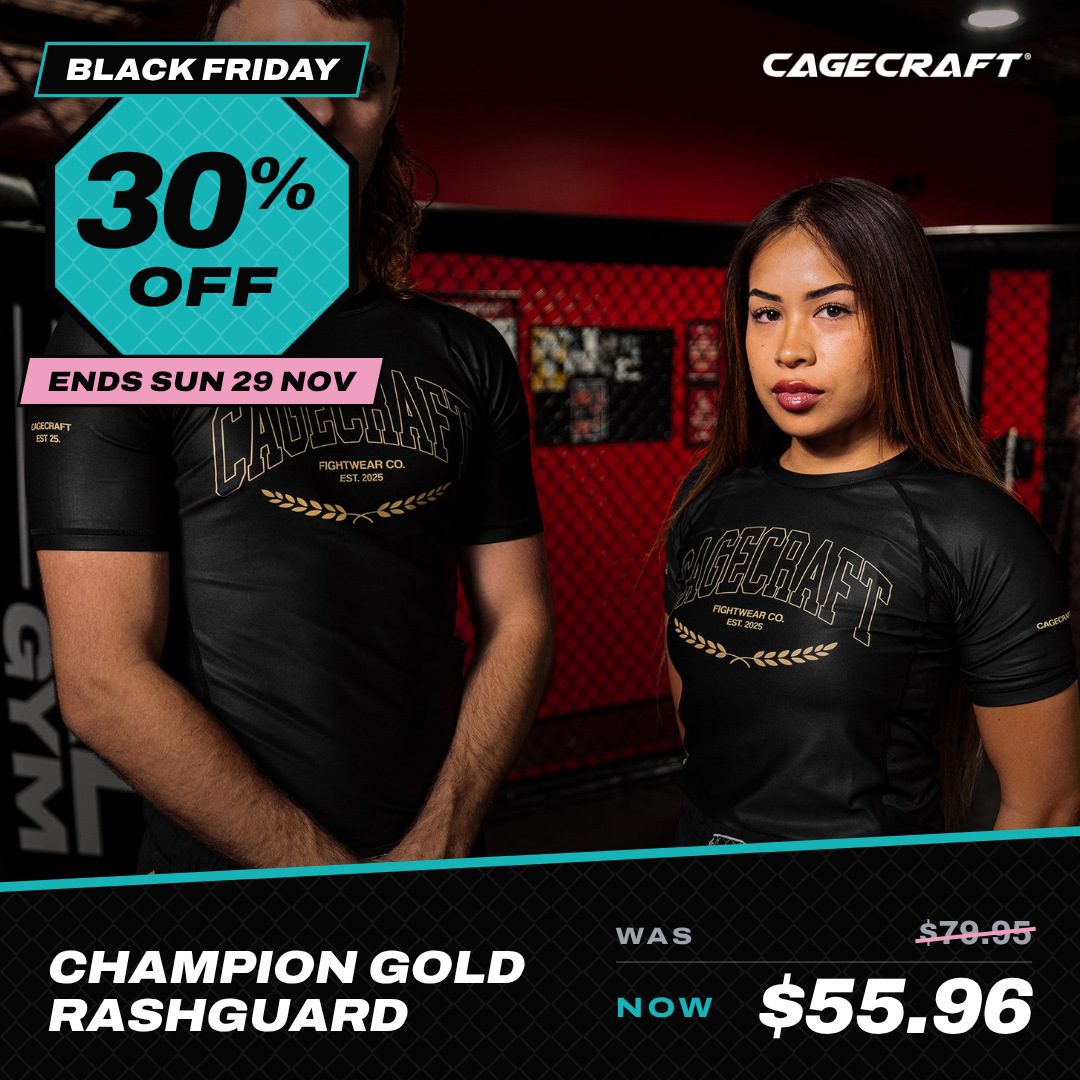 BLACK FRIDAY
CAGECRAFT®
30%
OFF
ENDS SUN 29 NOV
CAGECRAFT
EST 25.
CAGECRAFT
FIGHTWEAR CO.
EST. 2025
CAGECRAFT
FIGHTWEAR CO.
EST. 2025
CAGECRAFT
GYM
CHAMPION GOLD
RASHGUARD
WAS
$79.95
NOW
$55.96